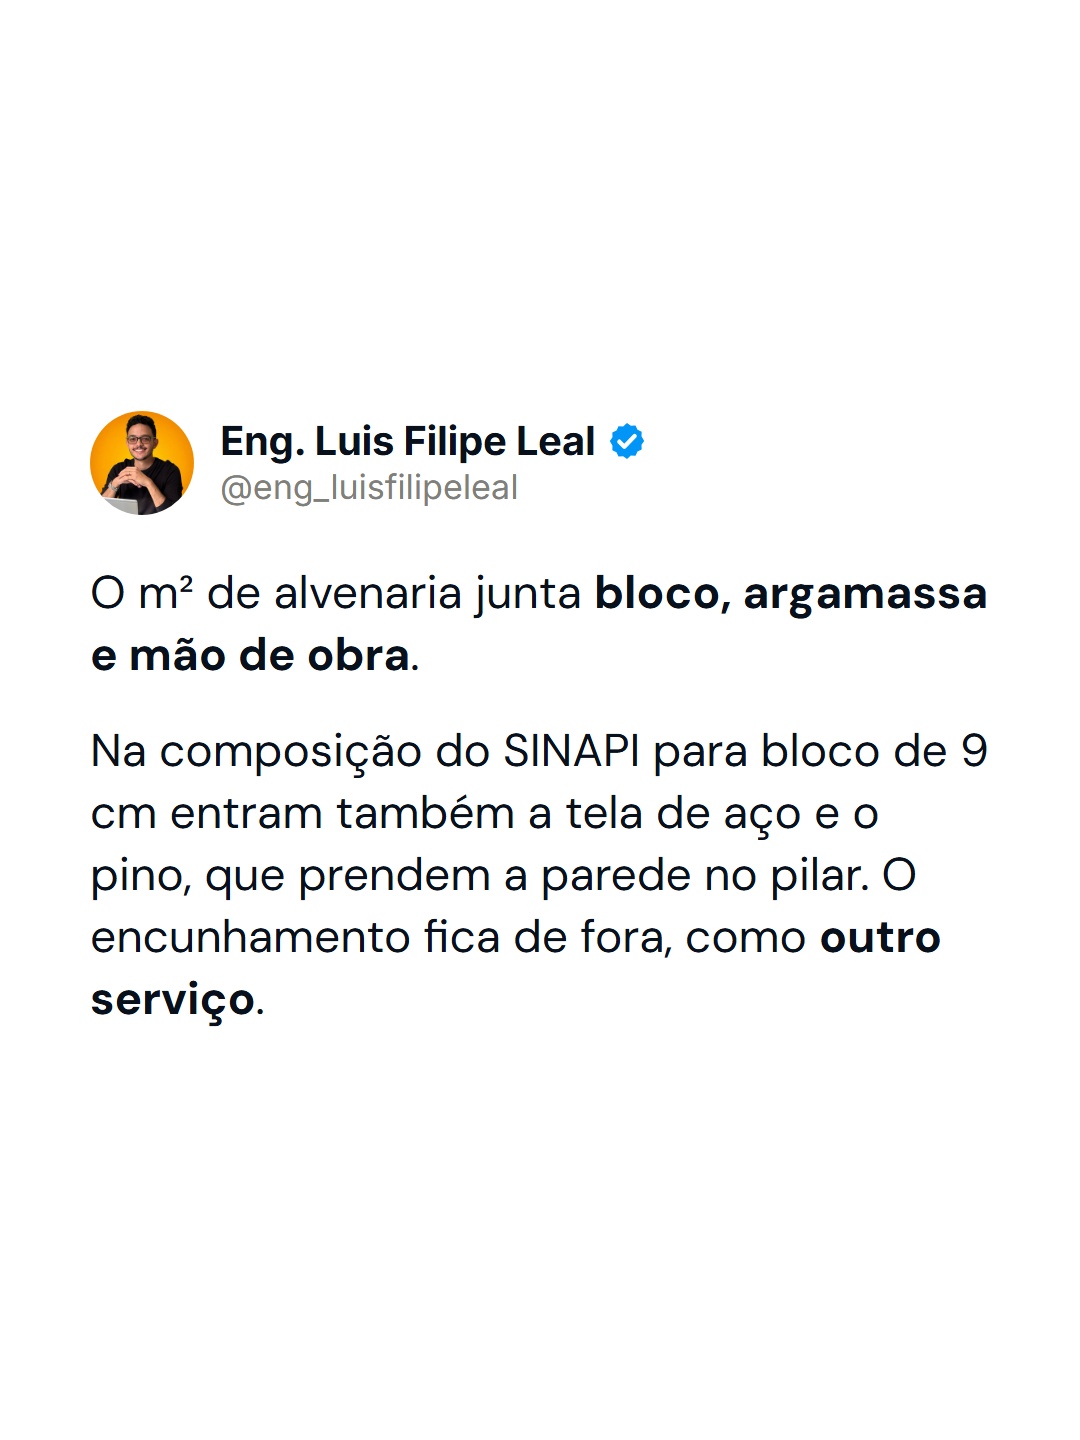 Eng. Luis Filipe Leal
@eng_luisfilipeleal
O m² de alvenaria junta bloco, argamassa
e mão de obra.
Na composição do SINAPI para bloco de 9
cm entram também a tela de aço e o
pino, que prendem a parede no pilar. O
encunhamento fica de fora, como outro
serviço.